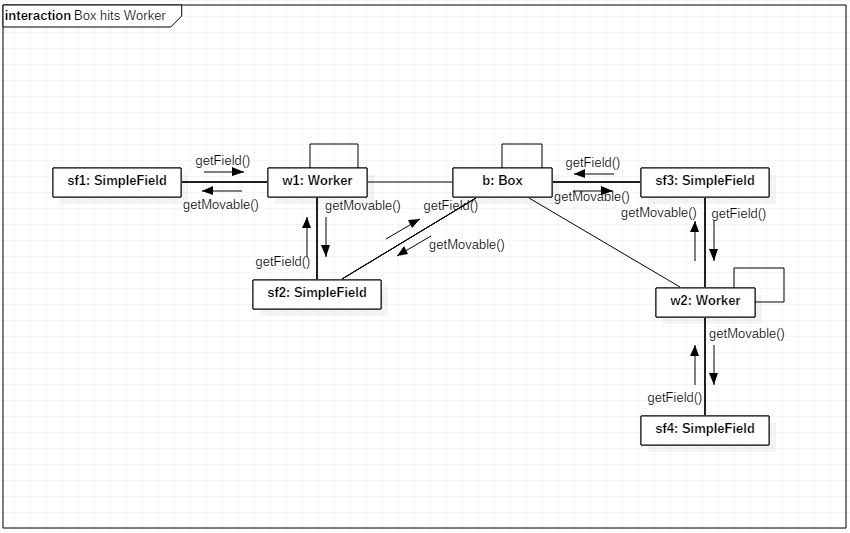 interaction Box hits Worker
getField()
getField()
sf1: SimpleField
w1: Worker
b: Box
sf3: SimpleField
getMovable()
getMovable()
getField()
getMovable()
getMovable()
getField()
getMovable()
getField()
sf2: SimpleField
w2: Worker
getMovable()
getField()
sf4: SimpleField